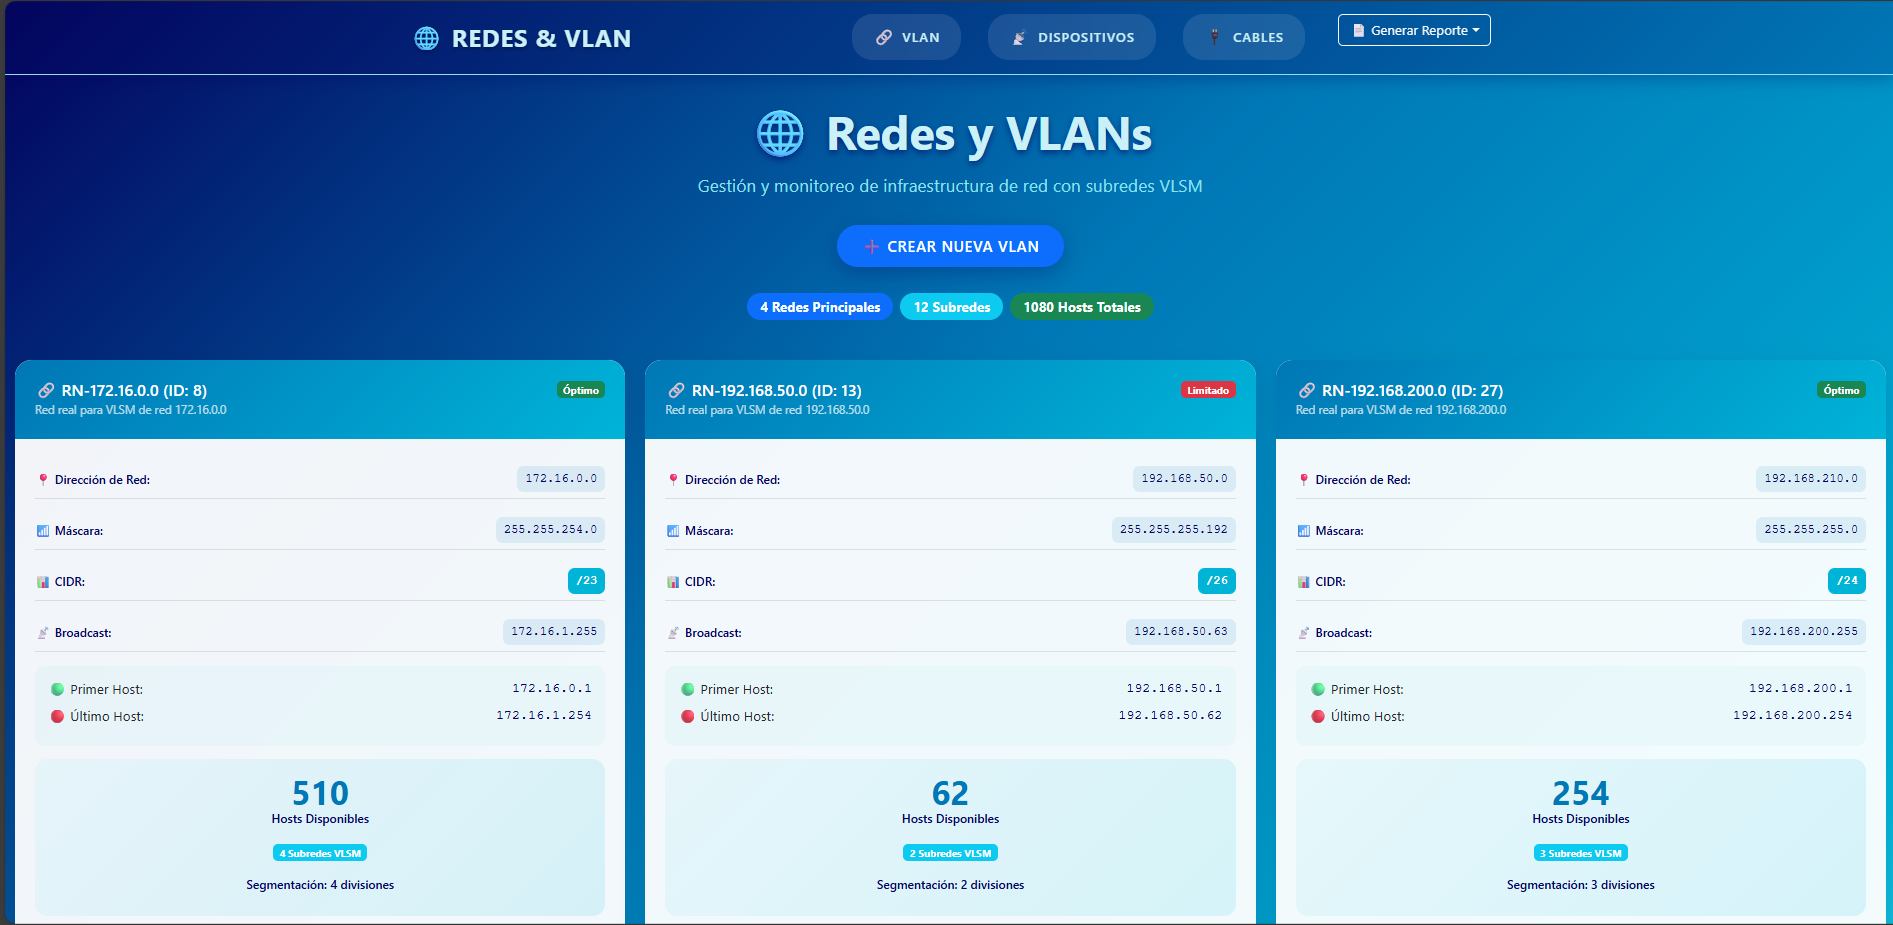 REDES & VLAN
VLAN
DISPOSITIVOS
CABLES
Generar Reporte
Redes y VLANs
Gestión y monitoreo de infraestructura de red con subredes VLSM
CREAR NUEVA VLAN
4 Redes Principales
12 Subredes
1080 Hosts Totales
RN-172.16.0.0 (ID: 8)
Óptimo
Red real para VLSM de red 172.16.0.0
Dirección de Red: 172.16.0.0
Máscara: 255.255.254.0
CIDR: /23
Broadcast: 172.16.1.255
Primer Host: 172.16.0.1
Último Host: 172.16.1.254
510
Hosts Disponibles
4 Subredes VLSM
Segmentación: 4 divisiones
RN-192.168.50.0 (ID: 13)
Limitado
Red real para VLSM de red 192.168.50.0
Dirección de Red: 192.168.50.0
Máscara: 255.255.255.192
CIDR: /26
Broadcast: 192.168.50.63
Primer Host: 192.168.50.1
Último Host: 192.168.50.62
62
Hosts Disponibles
2 Subredes VLSM
Segmentación: 2 divisiones
RN-192.168.200.0 (ID: 27)
Óptimo
Red real para VLSM de red 192.168.200.0
Dirección de Red: 192.168.210.0
Máscara: 255.255.255.0
CIDR: /24
Broadcast: 192.168.200.255
Primer Host: 192.168.200.1
Último Host: 192.168.200.254
254
Hosts Disponibles
3 Subredes VLSM
Segmentación: 3 divisiones